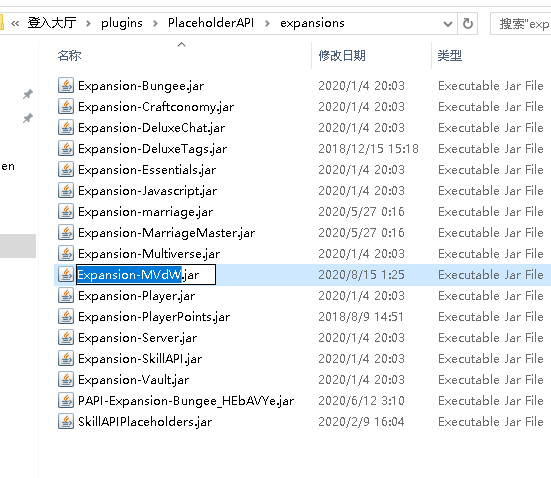 « 登入大厅 › plugins › PlaceholderAPI › expansions 搜索"exp
名称 修改日期 类型
Expansion-Bungee.jar 2020/1/4 20:03 Executable Jar File
Expansion-Craftconomy.jar 2020/1/4 20:03 Executable Jar File
Expansion-DeluxeChat.jar 2020/1/4 20:03 Executable Jar File
Expansion-DeluxeTags.jar 2018/12/15 15:18 Executable Jar File
en Expansion-Essentials.jar 2020/1/4 20:03 Executable Jar File
Expansion-Javascript.jar 2020/1/4 20:03 Executable Jar File
Expansion-marriage.jar 2020/5/27 0:16 Executable Jar File
Expansion-MarriageMaster.jar 2020/5/27 0:16 Executable Jar File
Expansion-Multiverse.jar 2020/1/4 20:03 Executable Jar File
Expansion-MVdW.jar 2020/8/15 1:25 Executable Jar File
Expansion-Player.jar 2020/1/4 20:03 Executable Jar File
Expansion-PlayerPoints.jar 2018/8/9 14:51 Executable Jar File
Expansion-Server.jar 2020/1/4 20:03 Executable Jar File
Expansion-SkillAPI.jar 2020/1/4 20:03 Executable Jar File
Expansion-Vault.jar 2020/1/4 20:03 Executable Jar File
PAPI-Expansion-Bungee_HEbAVYe.jar 2020/6/12 3:10 Executable Jar File
SkillAPIPlaceholders.jar 2020/2/9 16:04 Executable Jar File